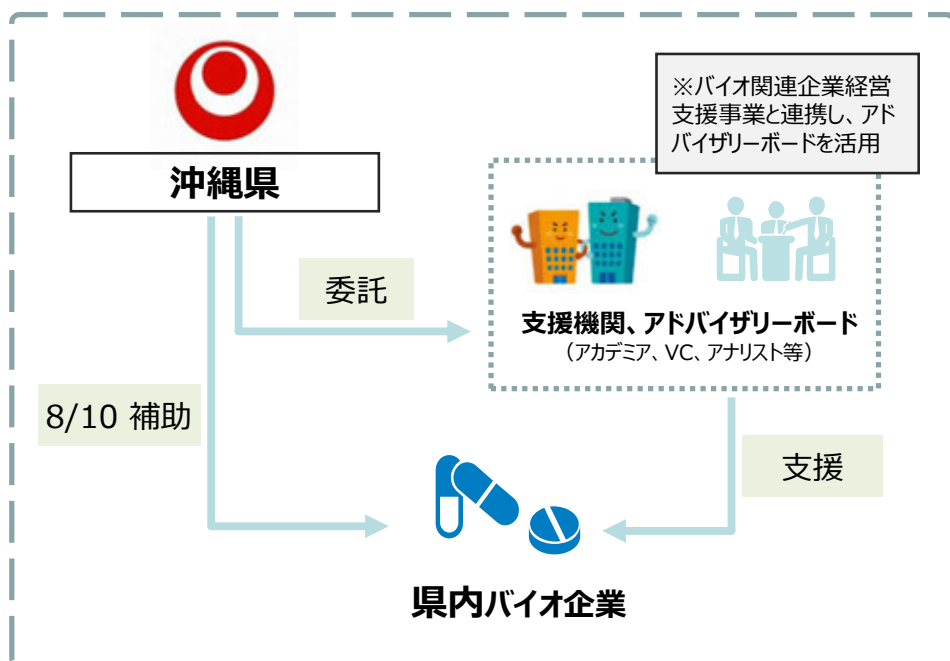 沖縄県
※バイオ関連企業経営
支援事業と連携し、アド
バイザリーボードを活用
委託
支援機関、アドバイザリーボード
（アカデミア、VC、アナリスト等）
8/10 補助
支援
県内バイオ企業